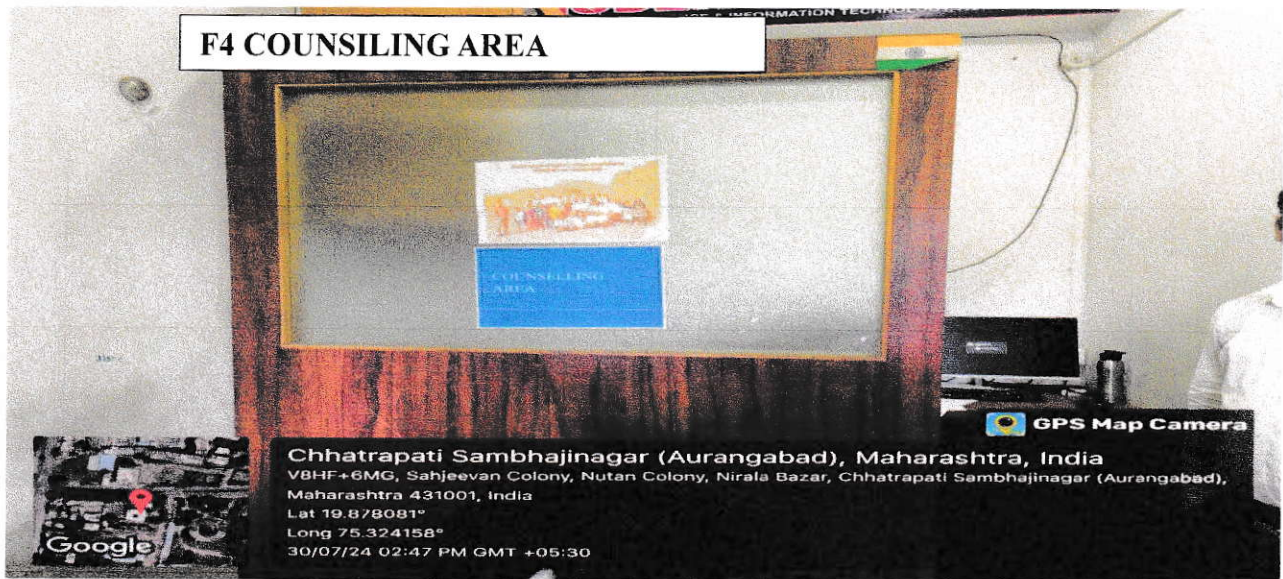 & INFORMATION TECHNOLOGY
F4 COUNSILING AREA
COUNSELLING
AREA
GPS Map Camera
Chhatrapati Sambhajinagar (Aurangabad), Maharashtra, India
V8HF+6MG, Sahjeevan Colony, Nutan Colony, Nirala Bazar, Chhatrapati Sambhajinagar (Aurangabad),
Maharashtra 431001, India
Lat 19.878081°
Long 75.324158°
30/07/24 02:47 PM GMT +05:30
Google